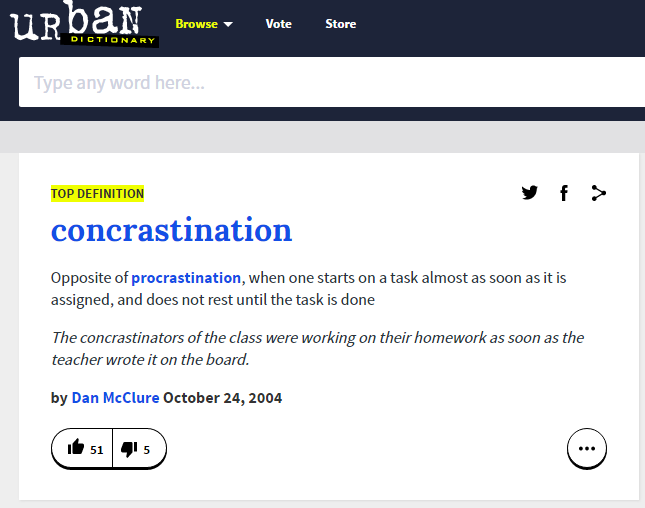 urban
DICTIONARY
Browse Vote Store
Type any word here...
TOP DEFINITION
concrastination
Opposite of procrastination, when one starts on a task almost as soon as it is
assigned, and does not rest until the task is done
The concrastinators of the class were working on their homework as soon as the
teacher wrote it on the board.
by Dan McClure October 24, 2004
51 5